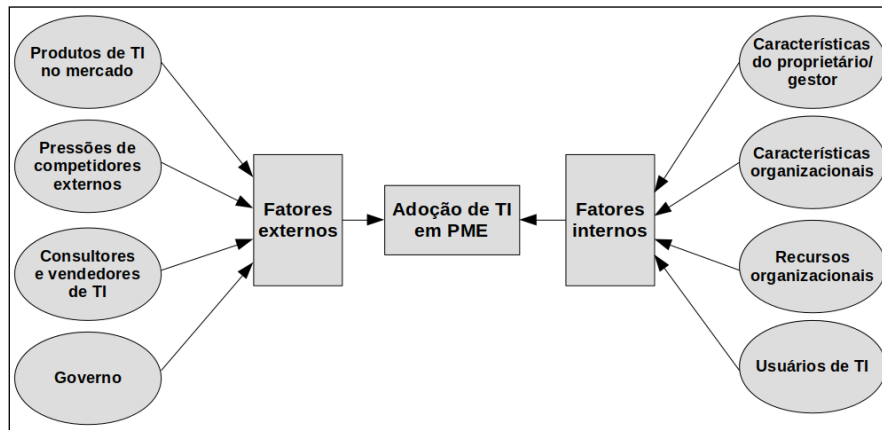 Produtos de TI
no mercado
Pressões de
competidores
externos
Consultores
e vendedores
de TI
Governo
Fatores
externos
Adoção de TI
em PME
Fatores
internos
Características
do proprietário/
gestor
Características
organizacionais
Recursos
organizacionais
Usuários de TI